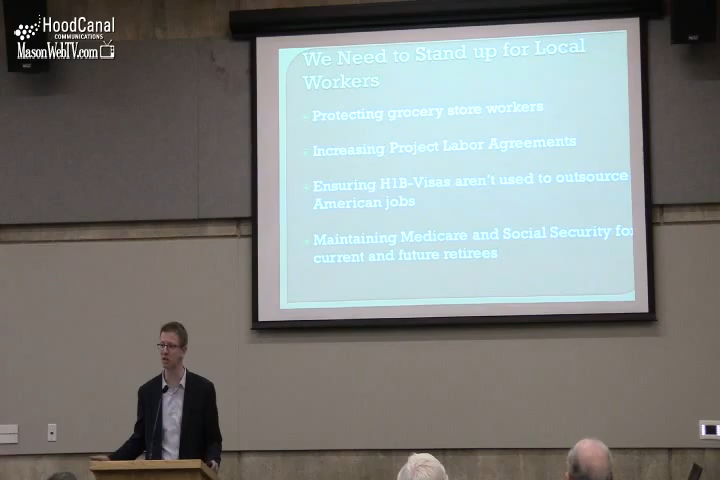 HoodCanal
COMMUNICATIONS
MasonWebTV.com
We Need to Stand up for Local
Workers
Protecting grocery store workers
Increasing Project Labor Agreements
Ensuring H1B-Visas aren't used to outsource
American jobs
Maintaining Medicare and Social Security for
current and future retirees